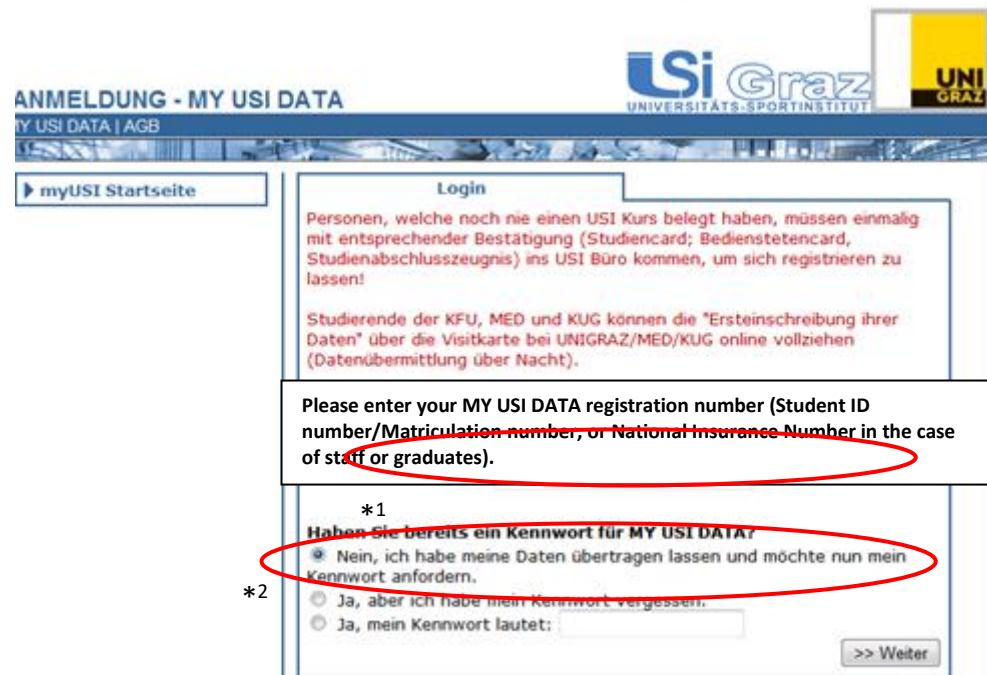 USi Graz
UNIVERSITÄTS-SPORTINSTITUT
UNI
GRAZ
ANMELDUNG - MY USI DATA
MY USI DATA | AGB
myUSI Startseite
Login
Personen, welche noch nie einen USI Kurs belegt haben, müssen einmalig
mit entsprechender Bestätigung (Studiencard; Bedienstetencard,
Studienabschlusszeugnis) ins USI Büro kommen, um sich registrieren zu
lassen!
Studierende der KFU, MED und KUG können die "Ersteinschreibung ihrer
Daten" über die Visitkarte bei UNIGRAZ/MED/KUG online vollziehen
(Datenübermittlung über Nacht).
Please enter your MY USI DATA registration number (Student ID
number/Matriculation number, or National Insurance Number in the case
of staff or graduates).
*1
Haben Sie bereits ein Kennwort für MY USI DATA?
Nein, ich habe meine Daten übertragen lassen und möchte nun mein
Kennwort anfordern.
*2
Ja, aber ich habe mein Kennwort vergessen.
Ja, mein Kennwort lautet:
>> Weiter